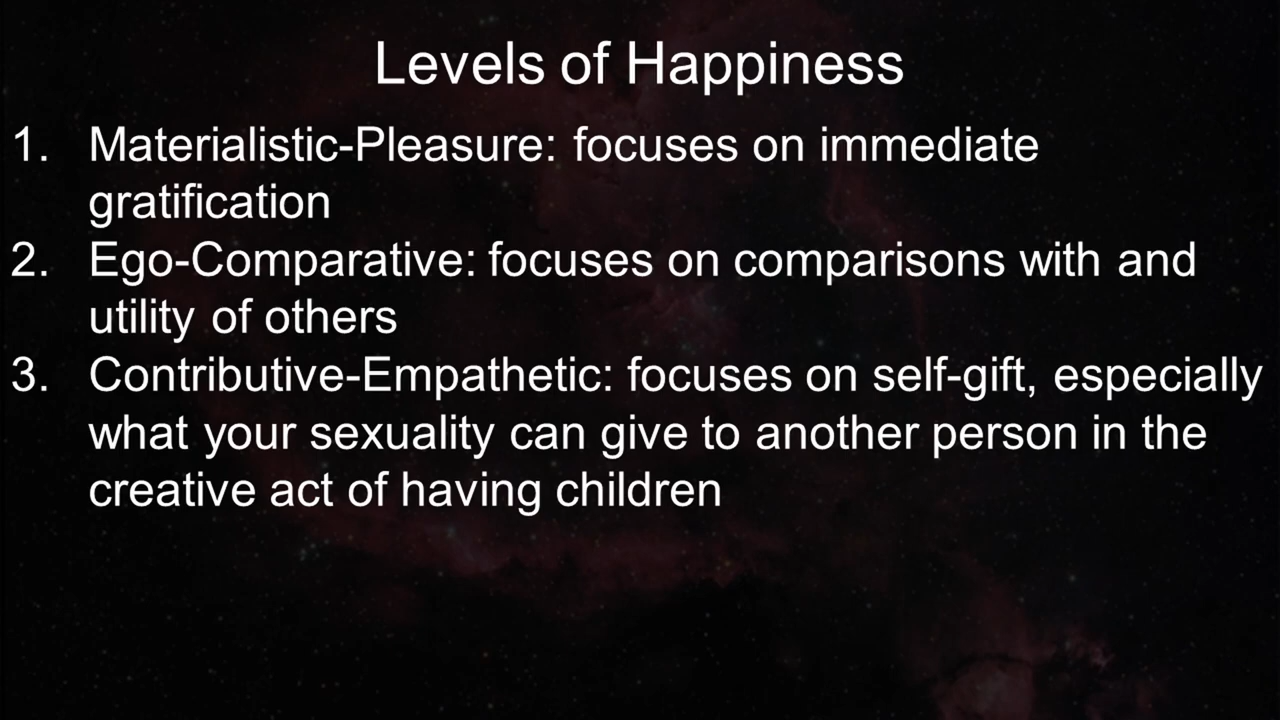 Levels of Happiness
1. Materialistic-Pleasure: focuses on immediate
gratification
2. Ego-Comparative: focuses on comparisons with and
utility of others
3. Contributive-Empathetic: focuses on self-gift, especially
what your sexuality can give to another person in the
creative act of having children